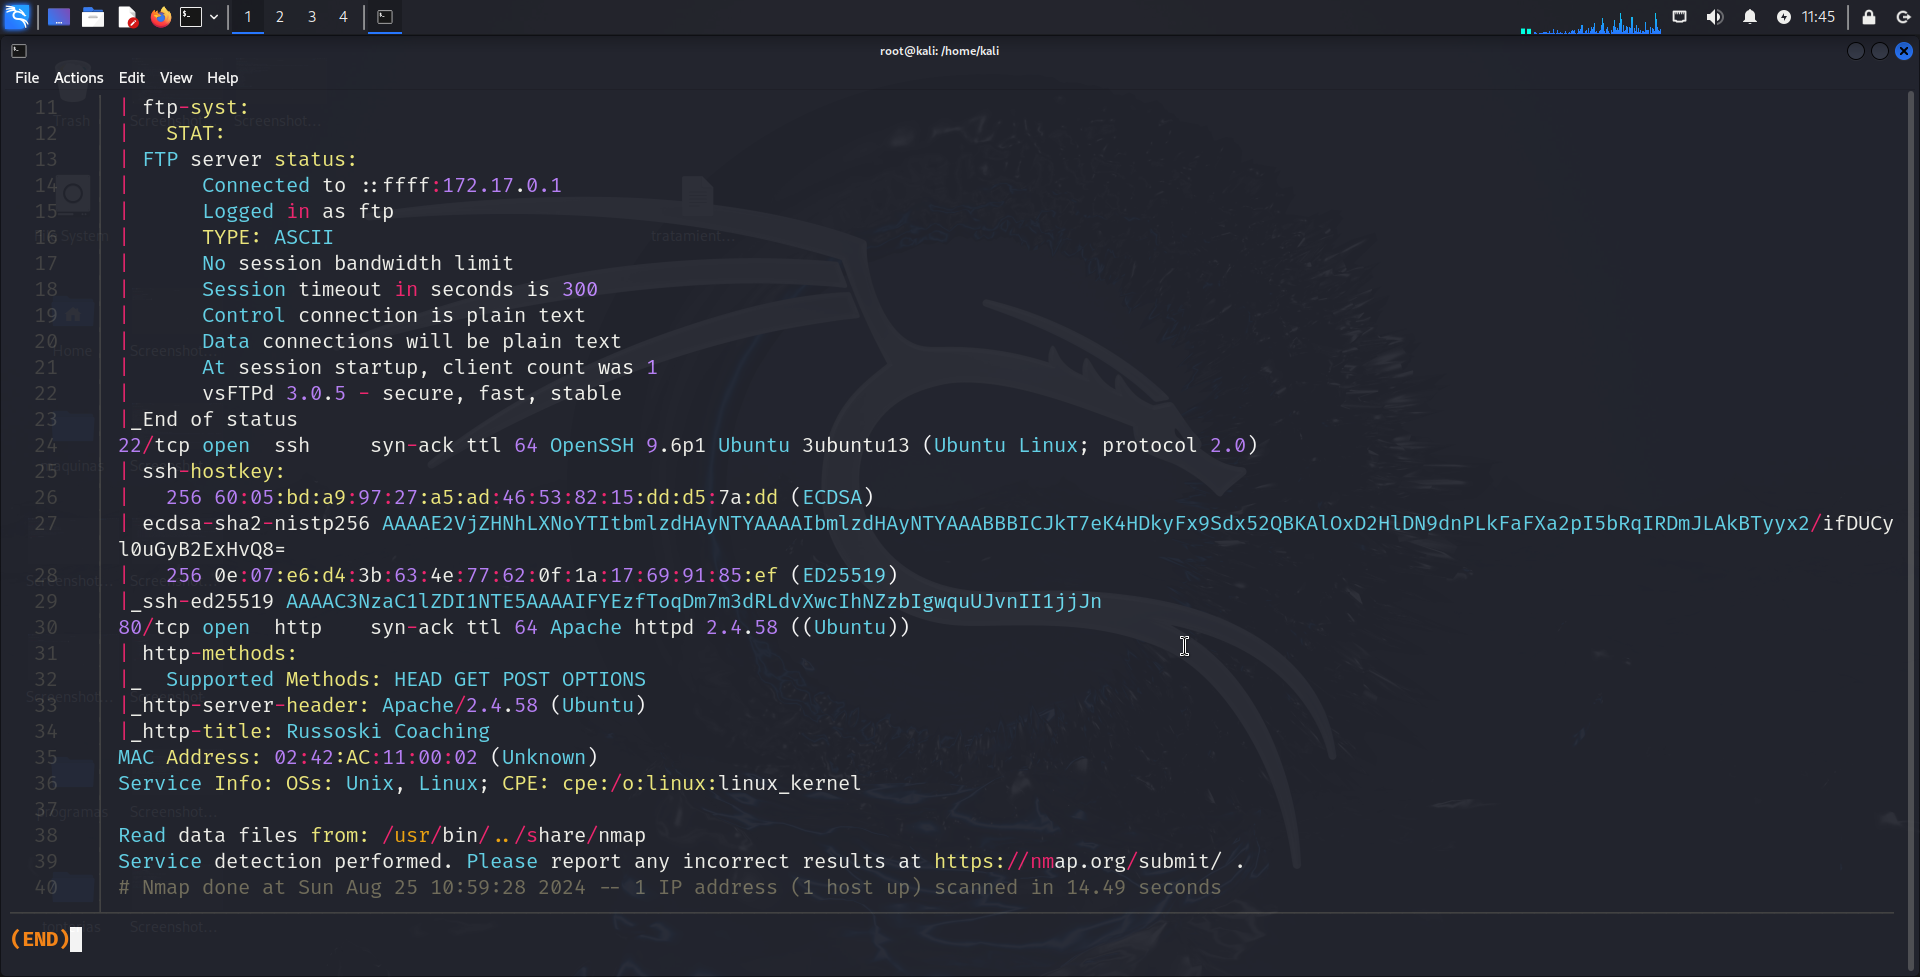 1 2 3 4 11:45
root@kali: /home/kali
File Actions Edit View Help
11 | ftp-syst:
12 | STAT:
13 | FTP server status:
14 | Connected to ::ffff:172.17.0.1
15 | Logged in as ftp
16 | TYPE: ASCII
17 | No session bandwidth limit
18 | Session timeout in seconds is 300
19 | Control connection is plain text
20 | Data connections will be plain text
21 | At session startup, client count was 1
22 | vsFTPd 3.0.5 - secure, fast, stable
23 |_End of status
24 22/tcp open ssh syn-ack ttl 64 OpenSSH 9.6p1 Ubuntu 3ubuntu13 (Ubuntu Linux; protocol 2.0)
25 | ssh-hostkey:
26 | 256 60:05:bd:a9:97:27:a5:ad:46:53:82:15:dd:d5:7a:dd (ECDSA)
27 | ecdsa-sha2-nistp256 AAAAE2VjZHNhLXNoYTItbmlzdHAyNTYAAAAIbmlzdHAyNTYAAABBBICJkT7eK4HDkyFx9Sdx52QBKAlOxD2HlDN9dnPLkFaFXa2pI5bRqIRDmJLAkBTyyx2/ifDUCy
l0uGyB2ExHvQ8=
28 | 256 0e:07:e6:d4:3b:63:4e:77:62:0f:1a:17:69:91:85:ef (ED25519)
29 |_ssh-ed25519 AAAAC3NzaC1lZDI1NTE5AAAAIFYEzfToqDm7m3dRLdvXwcIhNZzbIgwquUJvnII1jjJn
30 80/tcp open http syn-ack ttl 64 Apache httpd 2.4.58 ((Ubuntu))
31 | http-methods:
32 |_ Supported Methods: HEAD GET POST OPTIONS
33 |_http-server-header: Apache/2.4.58 (Ubuntu)
34 |_http-title: Russoski Coaching
35 MAC Address: 02:42:AC:11:00:02 (Unknown)
36 Service Info: OSs: Unix, Linux; CPE: cpe:/o:linux:linux_kernel
37
38 Read data files from: /usr/bin/../share/nmap
39 Service detection performed. Please report any incorrect results at https://nmap.org/submit/ .
40 # Nmap done at Sun Aug 25 10:59:28 2024 -- 1 IP address (1 host up) scanned in 14.49 seconds
(END)